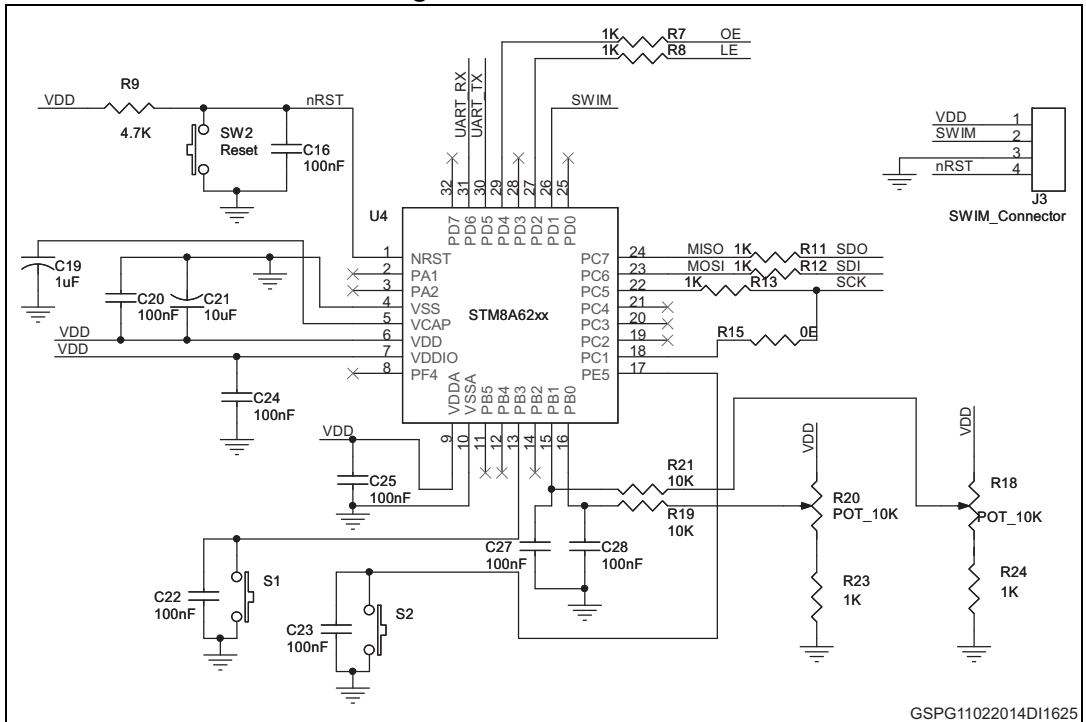 1K R7 OE
1K R8 LE
R9
VDD nRST
4.7K
SW2
Reset
C16
100nF
UART_RX
UART_TX
SWIM
VDD 1
SWIM 2
3
nRST 4
J3
SWIM_Connector
32 31 30 29 28 27 26 25
PD7 PD6 PD5 PD4 PD3 PD2 PD1 PD0
U4
STM8A62xx
1 NRST
2 PA1
3 PA2
4 VSS
5 VCAP
6 VDD
7 VDDIO
8 PF4
PC7 24 MISO 1K R11 SDO
PC6 23 MOSI 1K R12 SDI
PC5 22 1K R13 SCK
PC4 21
PC3 20
PC2 19
PC1 18 R15 0E
PE5 17
VDDA VSSA PB5 PB4 PB3 PB2 PB1 PB0
9 10 11 12 13 14 15 16
C19
1uF
C20
100nF
C21
10uF
VDD
VDD
C24
100nF
VDD
C25
100nF
R21
10K
R19
10K
VDD
R20
POT_10K
VDD
R18
POT_10K
C27
100nF
C28
100nF
R23
1K
R24
1K
C22
100nF
S1
C23
100nF
S2
GSPG11022014DI1625